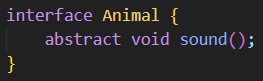 interface Animal {
    abstract void sound();
}